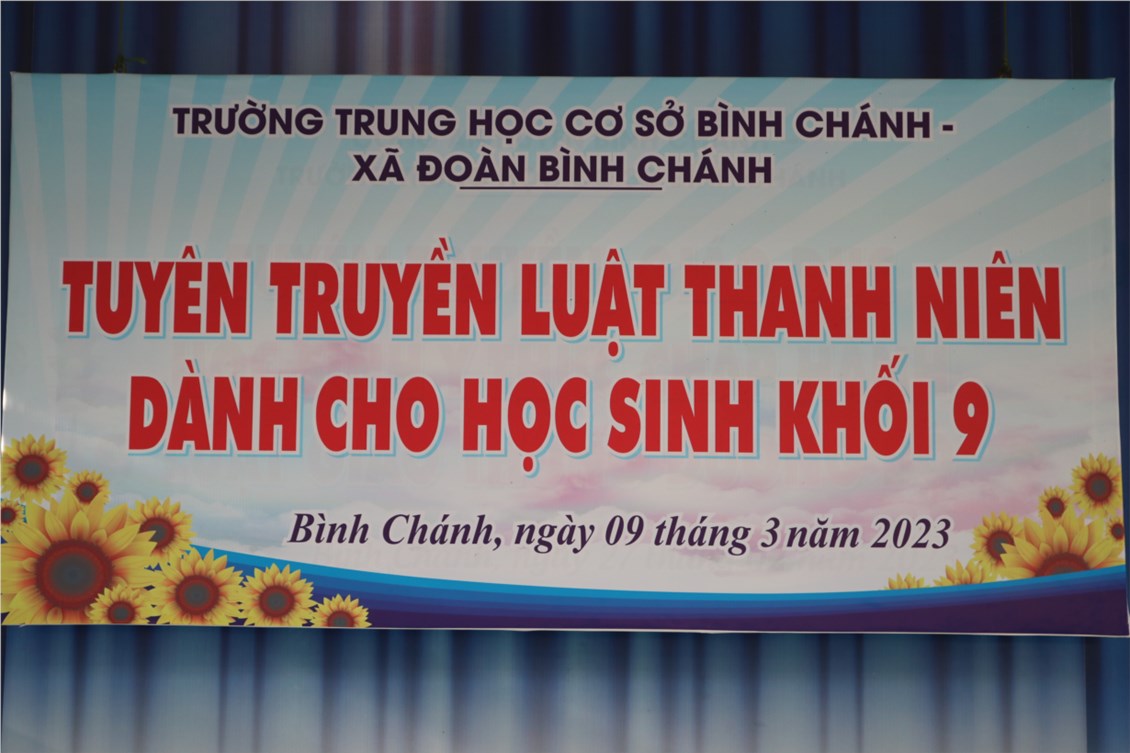 TRƯỜNG TRUNG HỌC CƠ SỞ BÌNH CHÁNH -
XÃ ĐOÀN BÌNH CHÁNH
TUYÊN TRUYỀN LUẬT THANH NIÊN
DÀNH CHO HỌC SINH KHỐI 9
Bình Chánh, ngày 09 tháng 3 năm 2023